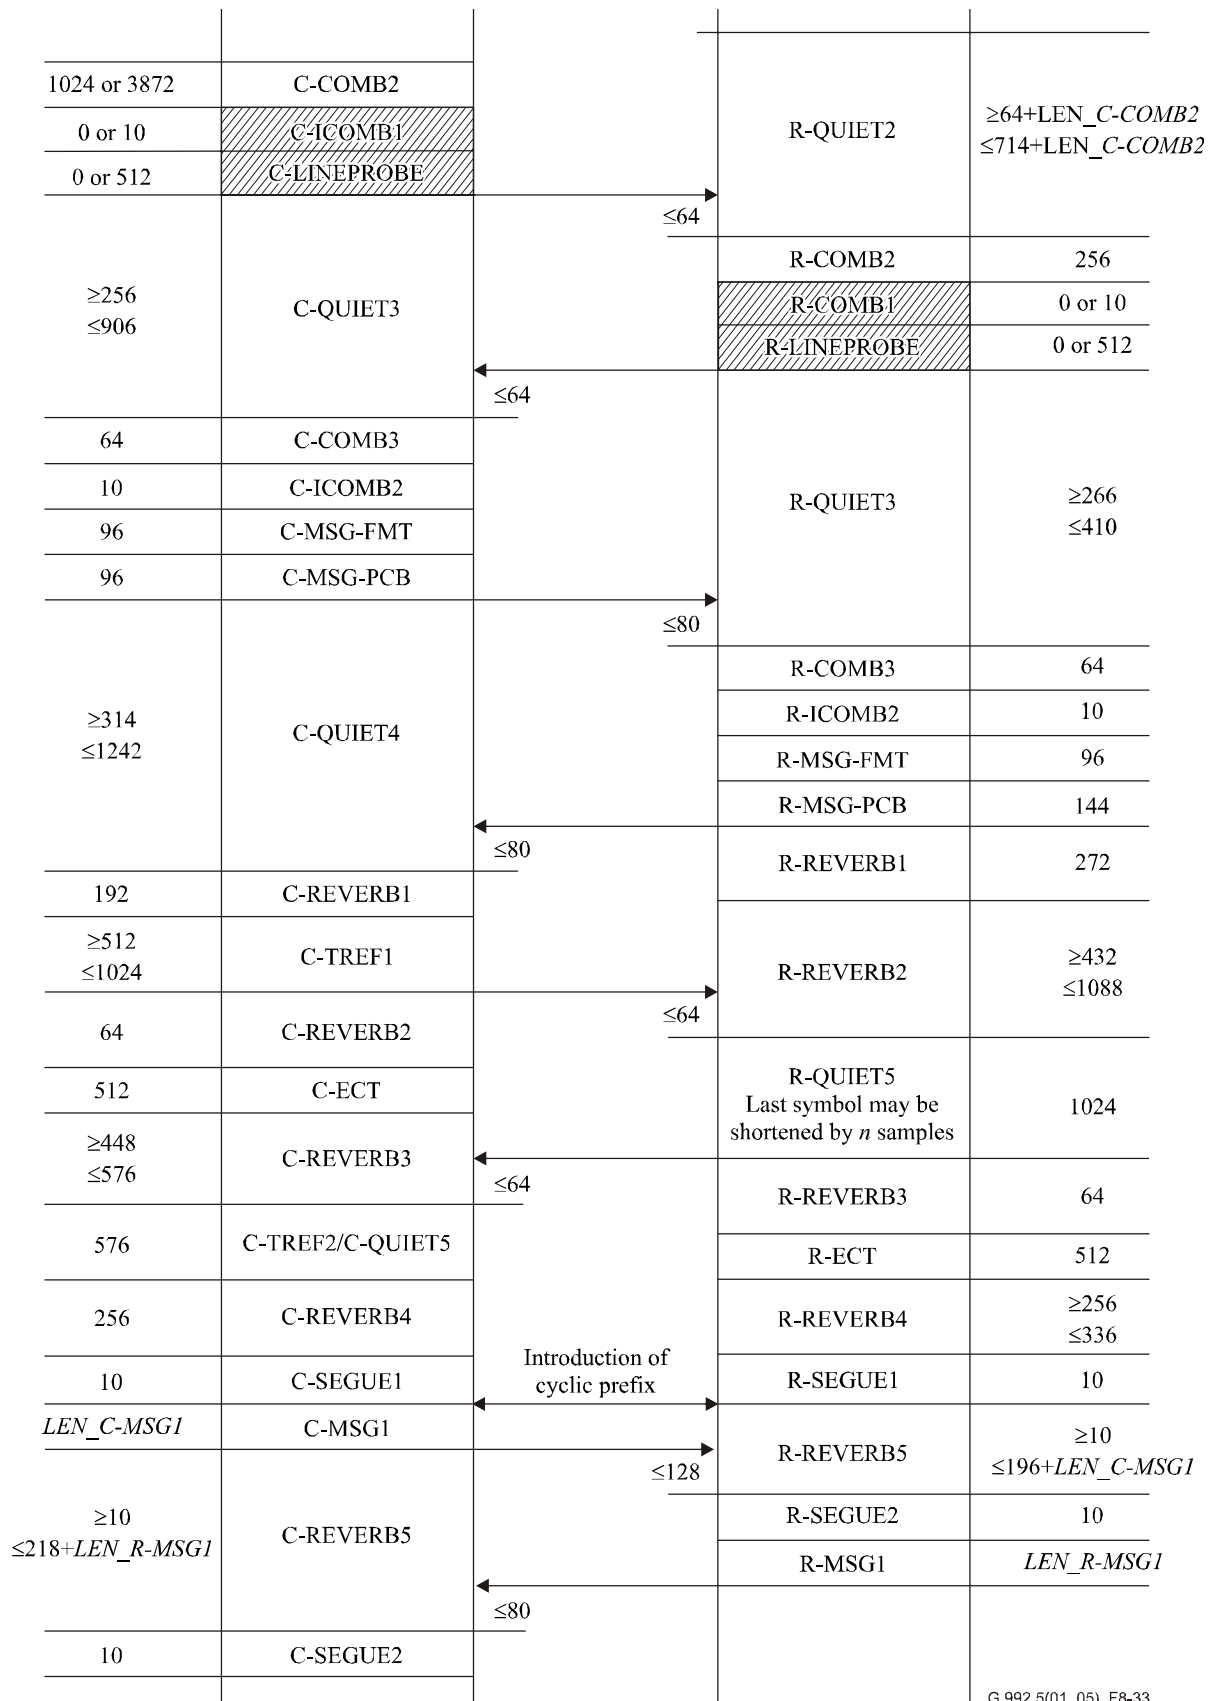 1024 or 3872
C-COMB2
0 or 10
C-ICOMB1
0 or 512
C-LINEPROBE
R-QUIET2
≥64+LEN_C-COMB2
≤714+LEN_C-COMB2
≤64
R-COMB2
256
≥256
≤906
C-QUIET3
R-COMB1
0 or 10
R-LINEPROBE
0 or 512
≤64
64
C-COMB3
10
C-ICOMB2
R-QUIET3
≥266
≤410
96
C-MSG-FMT
96
C-MSG-PCB
≤80
R-COMB3
64
≥314
≤1242
C-QUIET4
R-ICOMB2
10
R-MSG-FMT
96
R-MSG-PCB
144
≤80
R-REVERB1
272
192
C-REVERB1
≥512
≤1024
C-TREF1
R-REVERB2
≥432
≤1088
≤64
64
C-REVERB2
512
C-ECT
R-QUIET5
Last symbol may be
shortened by n samples
1024
≥448
≤576
C-REVERB3
≤64
R-REVERB3
64
576
C-TREF2/C-QUIET5
R-ECT
512
256
C-REVERB4
R-REVERB4
≥256
≤336
Introduction of
cyclic prefix
10
C-SEGUE1
R-SEGUE1
10
LEN_C-MSG1
C-MSG1
≤128
R-REVERB5
≥10
≤196+LEN_C-MSG1
≥10
≤218+LEN_R-MSG1
C-REVERB5
R-SEGUE2
10
R-MSG1
LEN_R-MSG1
≤80
10
C-SEGUE2
G.992.5(01_05)_F8-33